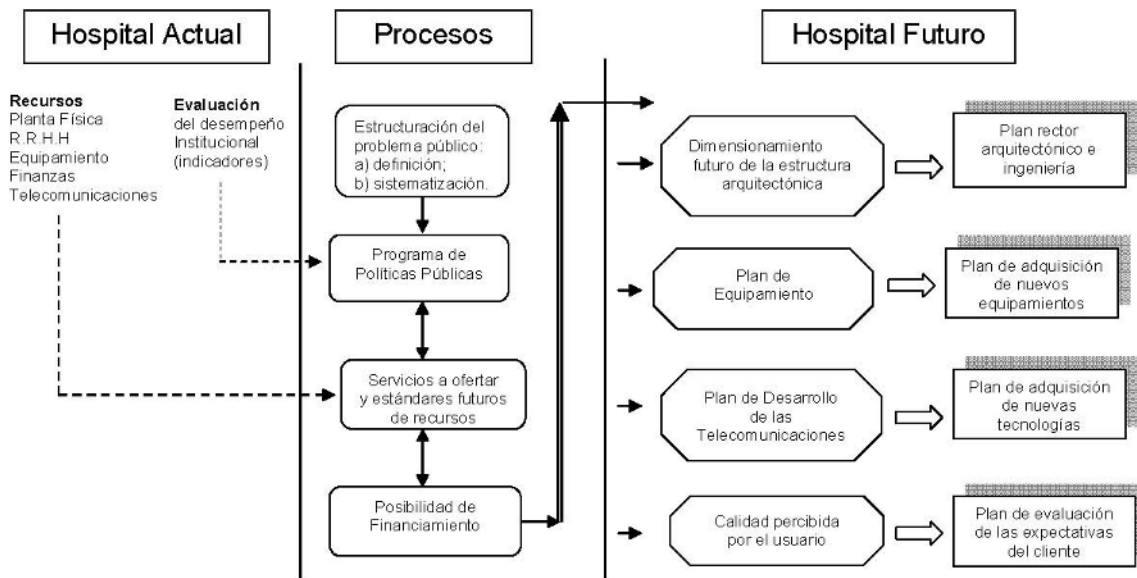 Hospital Actual
Procesos
Hospital Futuro
Recursos
Planta Física
R.R.H.H
Equipamiento
Finanzas
Telecomunicaciones
Evaluación
del desempeño
Institucional
(indicadores)
Estructuración del
problema público:
a) definición;
b) sistematización.
Programa de
Políticas Públicas
Servicios a ofertar
y estándares futuros
de recursos
Posibilidad de
Financiamiento
Dimensionamiento
futuro de la estructura
arquitectónica
Plan rector
arquitectónico e
ingeniería
Plan de
Equipamiento
Plan de adquisición
de nuevos
equipamientos
Plan de Desarrollo
de las
Telecomunicaciones
Plan de adquisición
de nuevas
tecnologías
Calidad percibida
por el usuario
Plan de evaluación
de las expectativas
del cliente